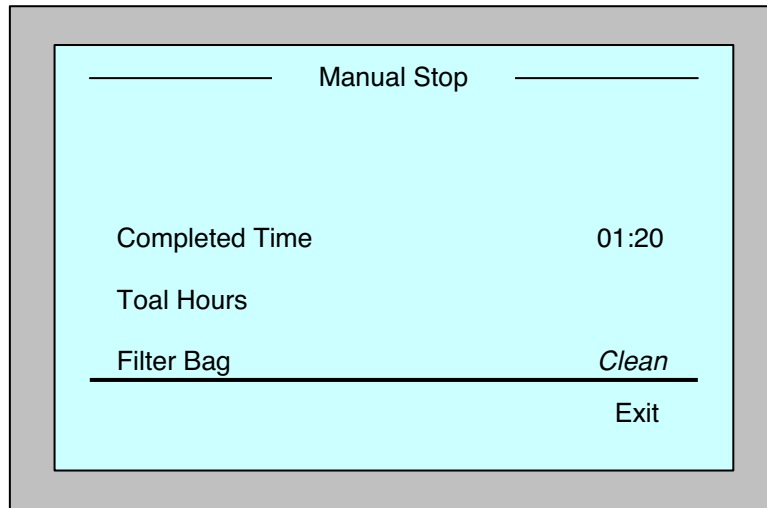 Manual Stop
Completed Time 01:20
Toal Hours
Filter Bag Clean
Exit